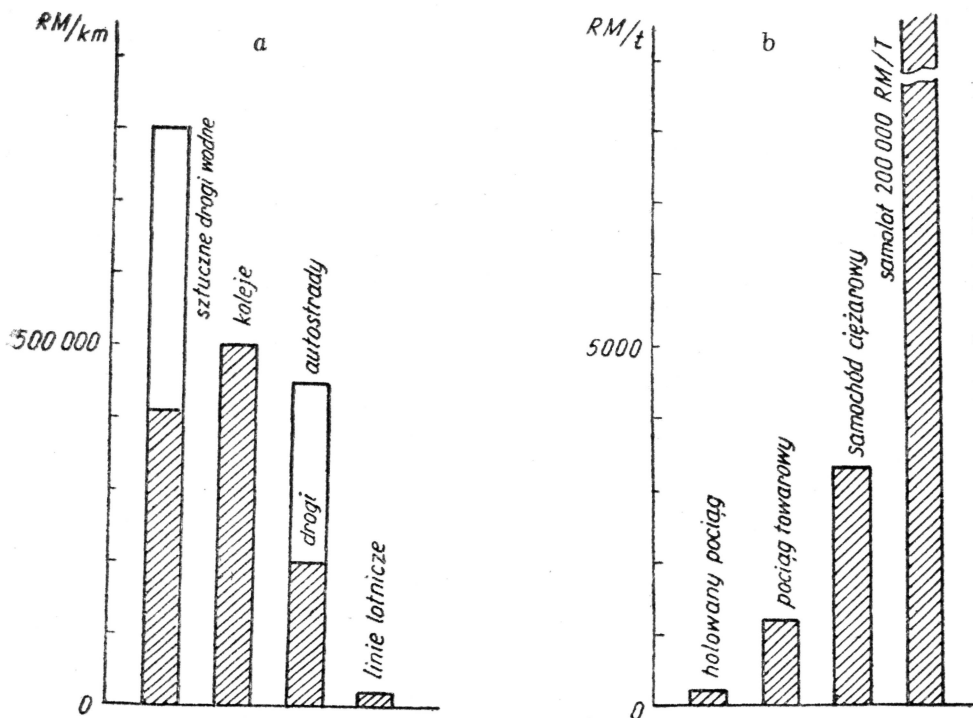 RM/km
a
sztuczne drogi wodne
koleje
autostrady
drogi
linie lotnicze
500 000
0
RM/t
b
samolot 200 000 RM/T
samochód ciężarowy
pociąg towarowy
holowany pociąg
5000
0